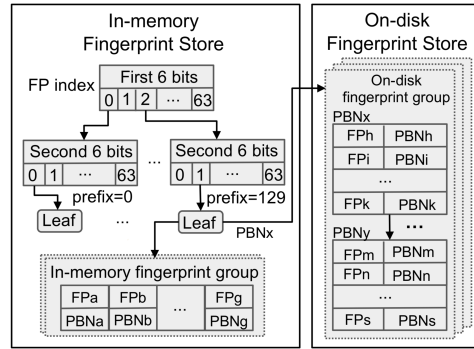 In-memory
Fingerprint Store
FP index
First 6 bits
0 1 2 ... 63
Second 6 bits
0 1 ... 63
...
Second 6 bits
0 1 ... 63
prefix=0
prefix=129
Leaf
...
Leaf
PBNx
In-memory fingerprint group
FPa FPb ... FPg
PBNa PBNb PBNg
On-disk
Fingerprint Store
On-disk
fingerprint group
PBNx
FPh PBNh
FPi PBNi
...
FPk PBNk
...
PBNy
FPm PBNm
FPn PBNn
...
FPs PBNs